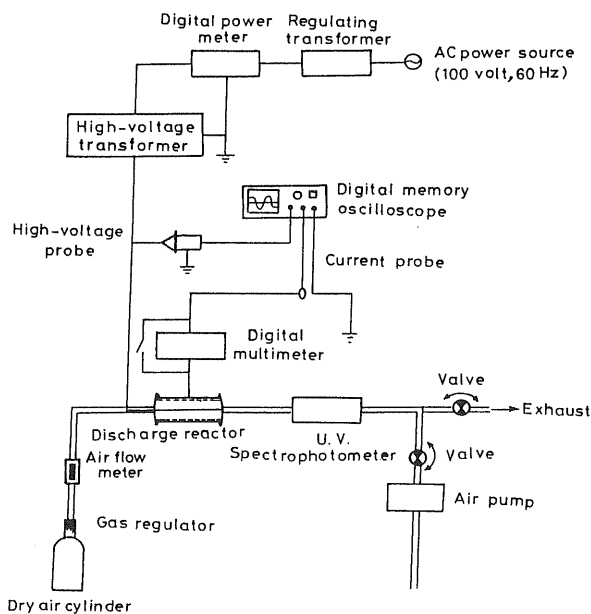 Digital power
meter
Regulating
transformer
AC power source
(100 volt, 60 Hz)
High-voltage
transformer
Digital memory
oscilloscope
High-voltage
probe
Current probe
Digital
multimeter
Valve
Exhaust
Discharge reactor
U.V.
Spectrophotometer
Valve
Air flow
meter
Air pump
Gas regulator
Dry air cylinder